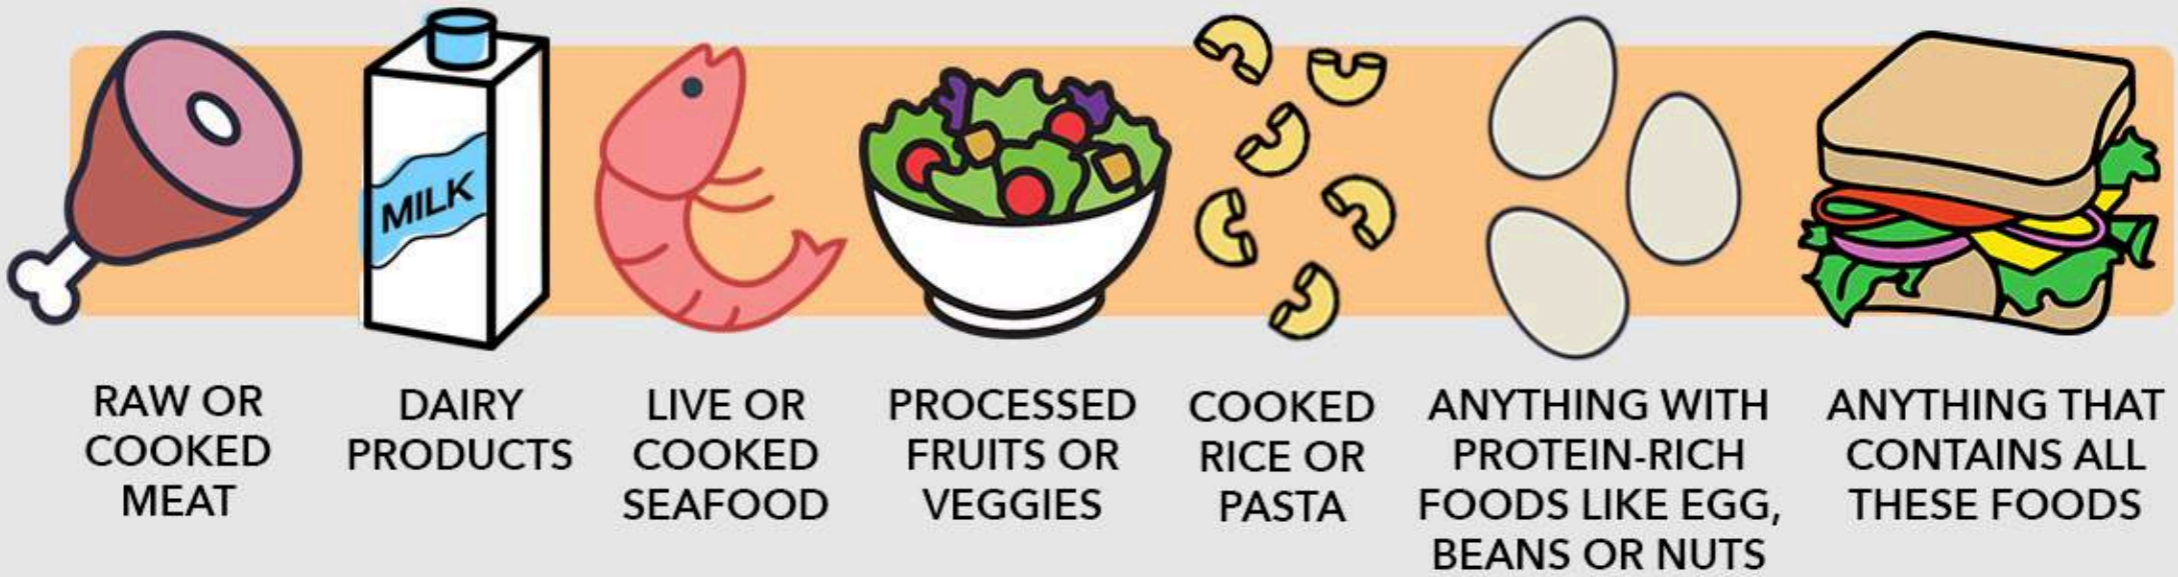 MILK
RAW OR
COOKED
MEAT
DAIRY
PRODUCTS
LIVE OR
COOKED
SEAFOOD
PROCESSED
FRUITS OR
VEGGIES
COOKED
RICE OR
PASTA
ANYTHING WITH
PROTEIN-RICH
FOODS LIKE EGG,
BEANS OR NUTS
ANYTHING THAT
CONTAINS ALL
THESE FOODS